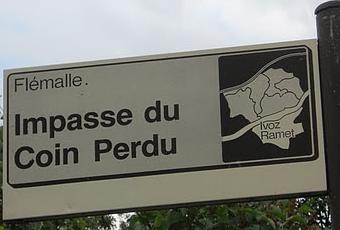 Flémalle.
Impasse du
Coin Perdu
Ivoz
Ramet